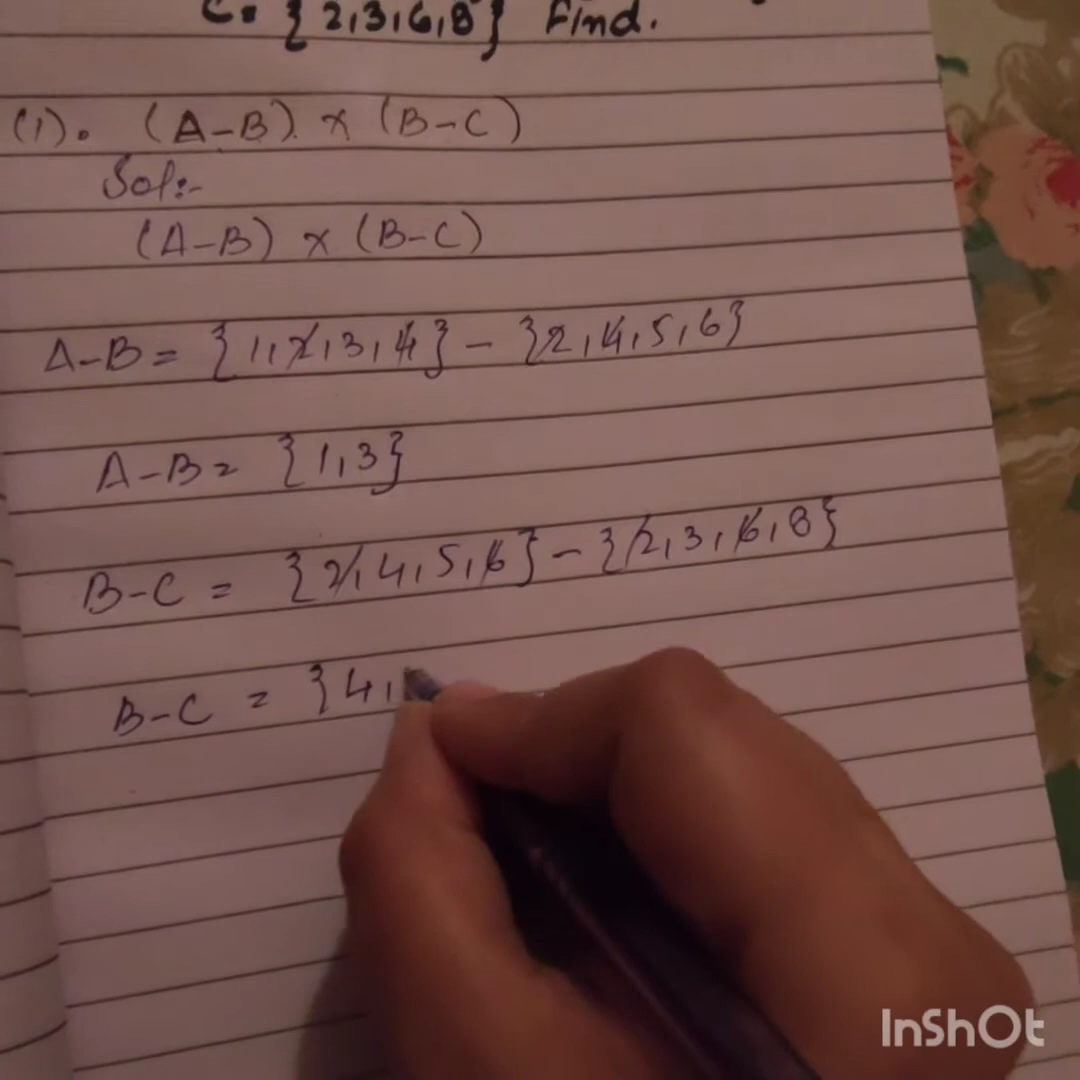 C = {2,3,6,8} Find.
(1). (A-B) × (B-C)
Sol:-
(A-B) × (B-C)
A-B = {1,2,3,4} - {2,4,5,6}
A-B = {1,3}
B-C = {2,4,5,6} - {2,3,6,8}
B-C = {4,
InShOt